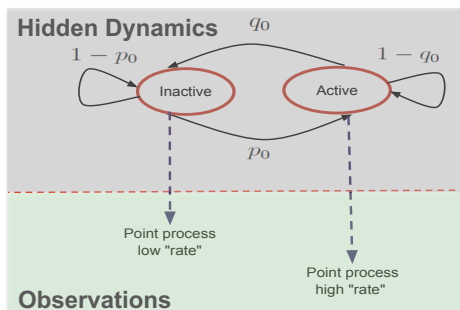 Hidden Dynamics
q₀
1 − p₀
1 − q₀
Inactive
Active
p₀
Point process
low "rate"
Point process
high "rate"
Observations